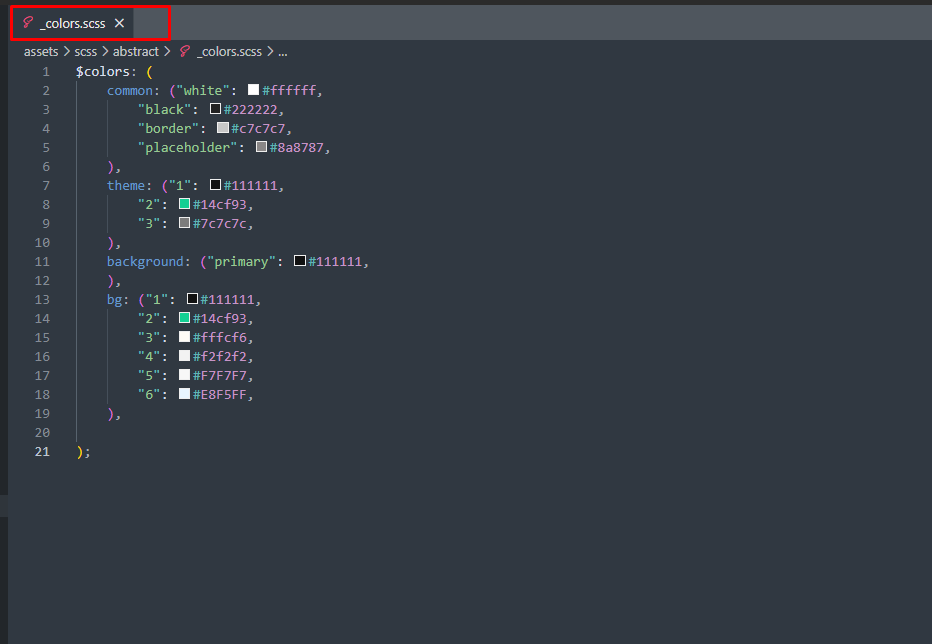 _colors.scss ×
assets > scss > abstract > _colors.scss > ...
1 $colors: (
2 common: ("white": #ffffff,
3 "black": #222222,
4 "border": #c7c7c7,
5 "placeholder": #8a8787,
6 ),
7 theme: ("1": #111111,
8 "2": #14cf93,
9 "3": #7c7c7c,
10 ),
11 background: ("primary": #111111,
12 ),
13 bg: ("1": #111111,
14 "2": #14cf93,
15 "3": #fffcf6,
16 "4": #f2f2f2,
17 "5": #F7F7F7,
18 "6": #E8F5FF,
19 ),
20
21 );